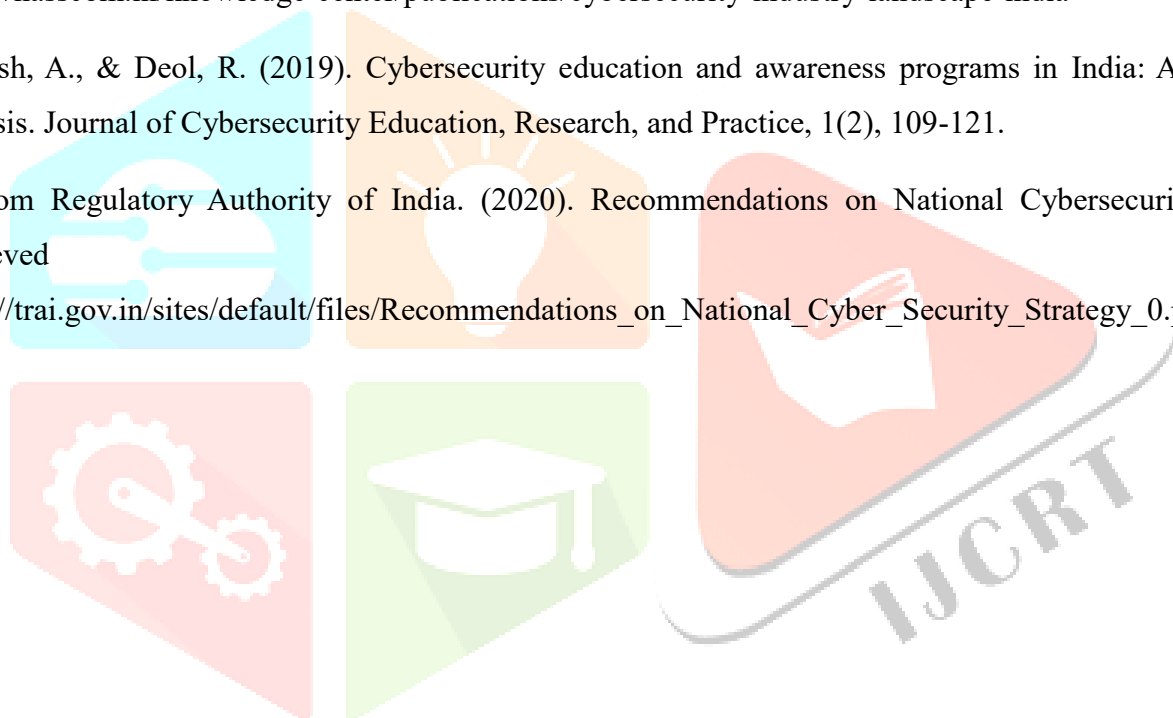 sh, A., & Deol, R. (2019). Cybersecurity education and awareness programs in India: A
sis. Journal of Cybersecurity Education, Research, and Practice, 1(2), 109-121.
om Regulatory Authority of India. (2020). Recommendations on National Cybersecuri
eved
//trai.gov.in/sites/default/files/Recommendations_on_National_Cyber_Security_Strategy_0.
IJCRT